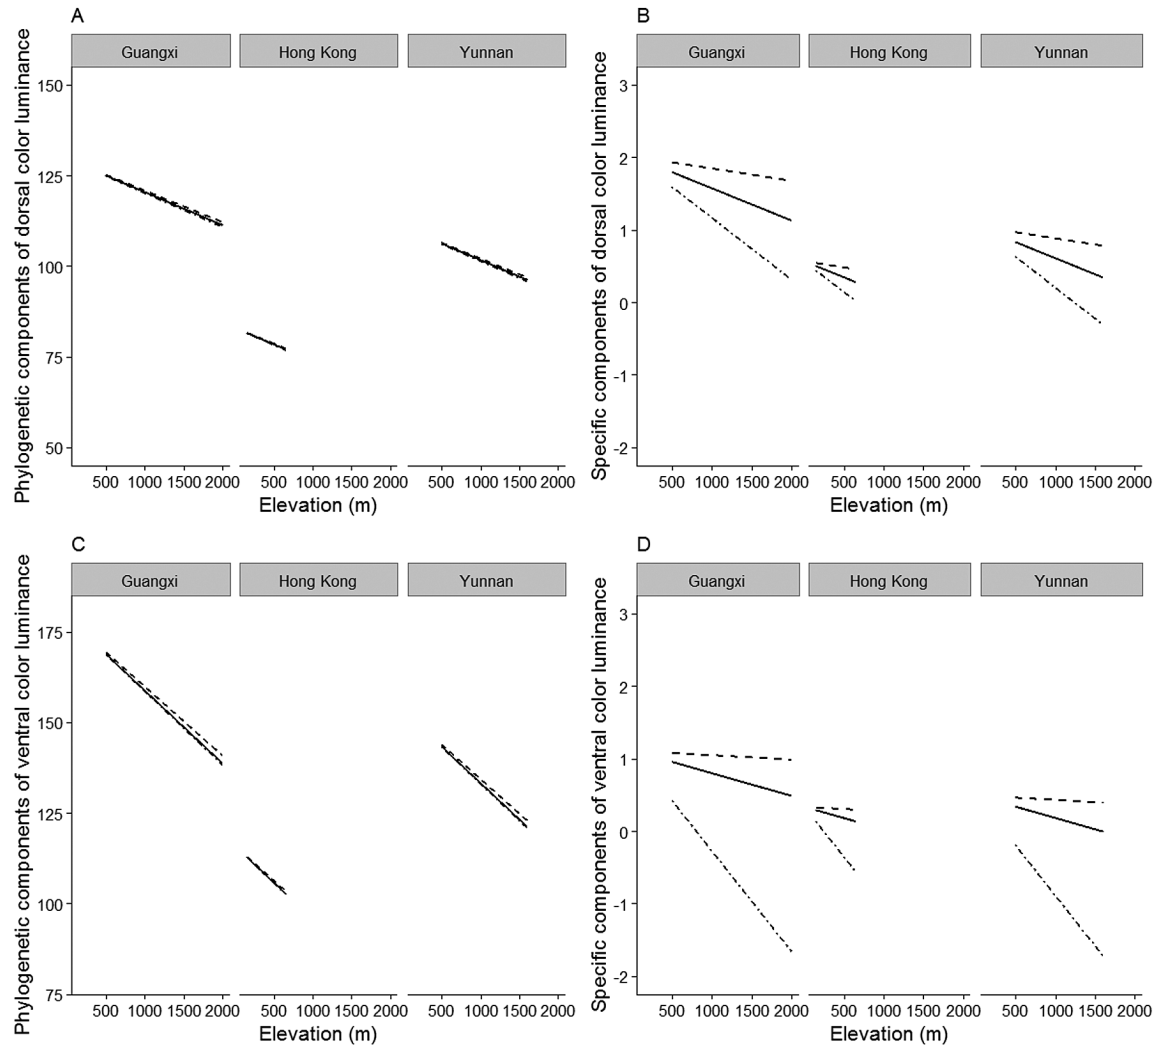 A
Phylogenetic components of dorsal color luminance
Guangxi
Hong Kong
Yunnan
150
125
100
75
50
500 1000 1500 2000
500 1000 1500 2000
500 1000 1500 2000
Elevation (m)
B
Specific components of dorsal color luminance
Guangxi
Hong Kong
Yunnan
3
2
1
0
-1
-2
500 1000 1500 2000
500 1000 1500 2000
500 1000 1500 2000
Elevation (m)
C
Phylogenetic components of ventral color luminance
Guangxi
Hong Kong
Yunnan
175
150
125
100
75
500 1000 1500 2000
500 1000 1500 2000
500 1000 1500 2000
Elevation (m)
D
Specific components of ventral color luminance
Guangxi
Hong Kong
Yunnan
3
2
1
0
-1
-2
500 1000 1500 2000
500 1000 1500 2000
500 1000 1500 2000
Elevation (m)